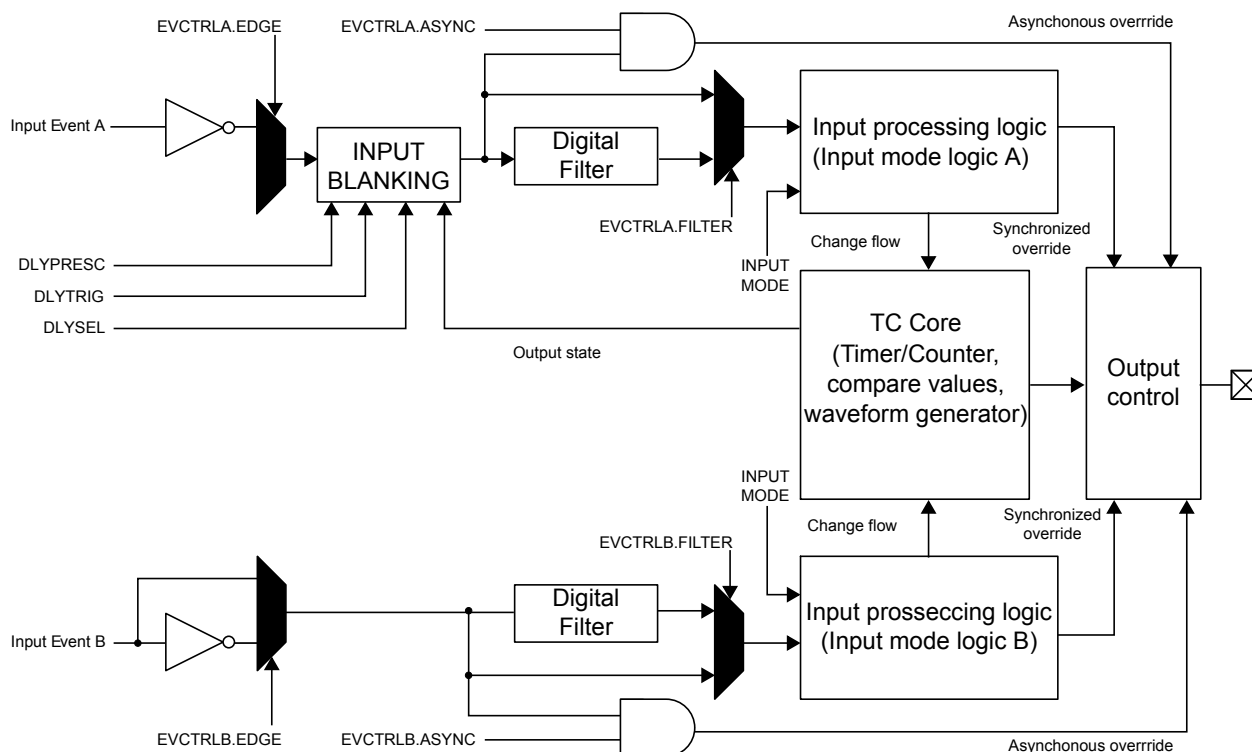 EVCTRLA.EDGE
EVCTRLA.ASYNC
Asynchonous overrride
Input Event A
INPUT
BLANKING
Digital
Filter
Input processing logic
(Input mode logic A)
EVCTRLA.FILTER
DLYPRESC
DLYTRIG
DLYSEL
INPUT
MODE
Change flow
Synchronized
override
Output state
TC Core
(Timer/Counter,
compare values,
waveform generator)
Output
control
INPUT
MODE
Change flow
Synchronized
override
EVCTRLB.FILTER
Input Event B
Digital
Filter
Input prosseccing logic
(Input mode logic B)
EVCTRLB.EDGE
EVCTRLB.ASYNC
Asynchonous overrride